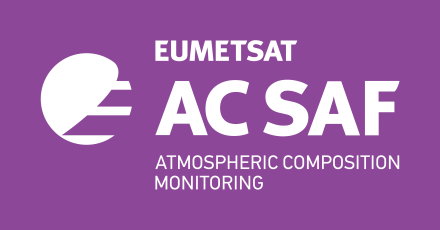 EUMETSAT
AC SAF
ATMOSPHERIC COMPOSITION
MONITORING